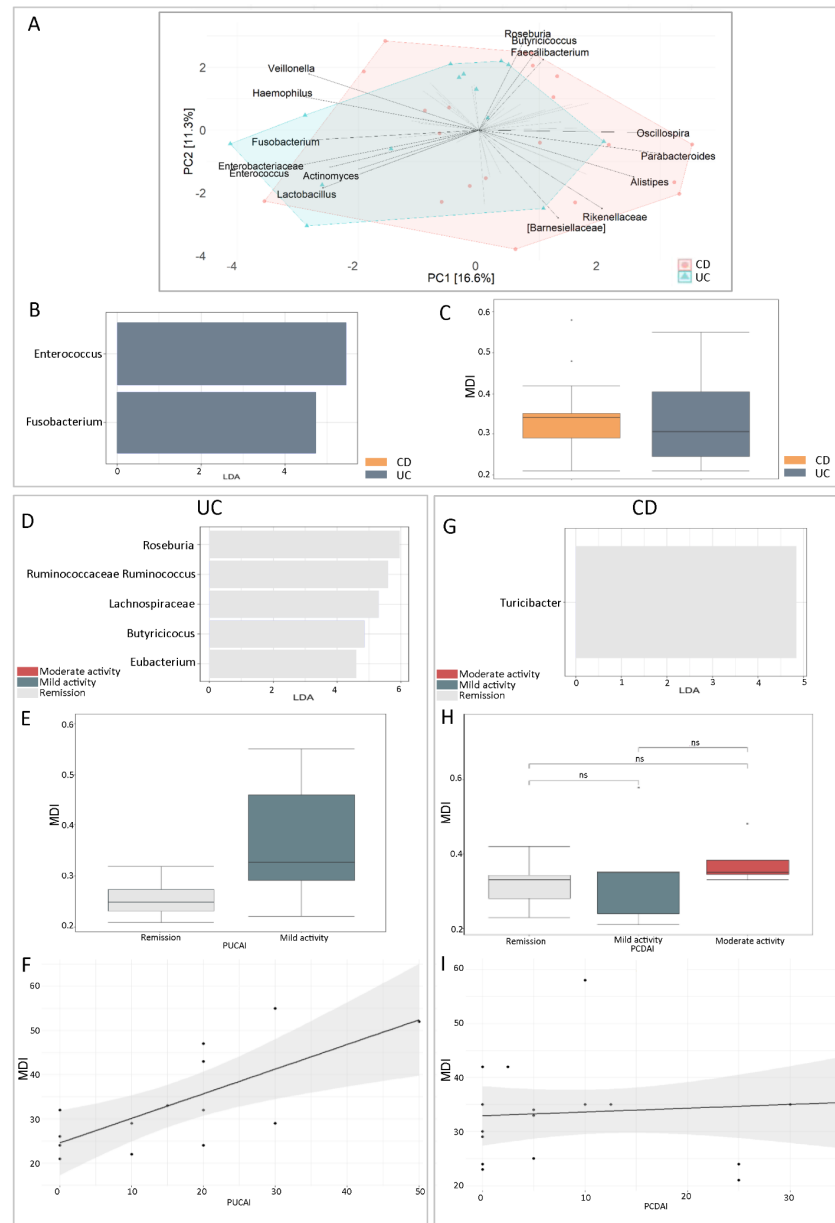 A
Roseburia
Butyricicoccus
Faecalibacterium
Veillonella
Haemophilus
Fusobacterium
Oscillospira
Parabacteroides
Enterobacteriaceae
Enterococcus
Actinomyces
Alistipes
Lactobacillus
Rikenellaceae
[Barnesiellaceae]
PC2 [11.3%]
2
0
-2
-4
-4
-2
0
2
PC1 [16.6%]
CD
UC
B
Enterococcus
Fusobacterium
0
2
4
LDA
CD
UC
C
MDI
0.6
0.5
0.4
0.3
0.2
CD
UC
UC
D
Roseburia
Ruminococcaceae Ruminococcus
Lachnospiraceae
Butyricicocus
Eubacterium
Moderate activity
Mild activity
Remission
0 1 2 3 4 5 6
LDA
E
MDI
0.6
0.5
0.4
0.3
0.2
Remission
Mild activity
PUCAI
F
MDI
60
50
40
30
20
0 10 20 30 40 50
PUCAI
CD
G
Turicibacter
Moderate activity
Mild activity
Remission
0 1 2 3 4 5
LDA
H
MDI
0.6
0.4
0.2
ns
ns
ns
Remission
Mild activity
Moderate activity
PCDAI
I
MDI
60
50
40
30
20
0 10 20 30
PCDAI